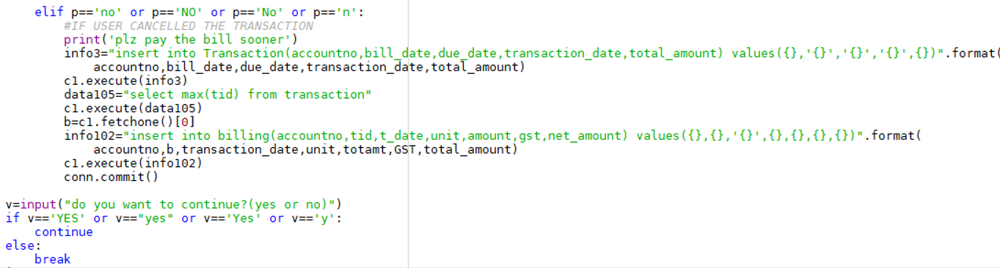 elif p=='no' or p=='NO' or p=='No' or p=='n':
#IF USER CANCELLED THE TRANSACTION
print('plz pay the bill sooner')
info3="insert into Transaction(accountno,bill_date,due_date,transaction_date,total_amount) values({},'{}','{}','{}',{})".format(
accountno,bill_date,due_date,transaction_date,total_amount)
c1.execute(info3)
data105="select max(tid) from transaction"
c1.execute(data105)
b=c1.fetchone()[0]
info102="insert into billing(accountno,tid,t_date,unit,amount,gst,net_amount) values({},{},'{}',{},{},{},{})".format(
accountno,b,transaction_date,unit,totamt,GST,total_amount)
c1.execute(info102)
conn.commit()
v=input("do you want to continue?(yes or no)")
if v=='YES' or v=="yes" or v=='Yes' or v=='y':
continue
else:
break